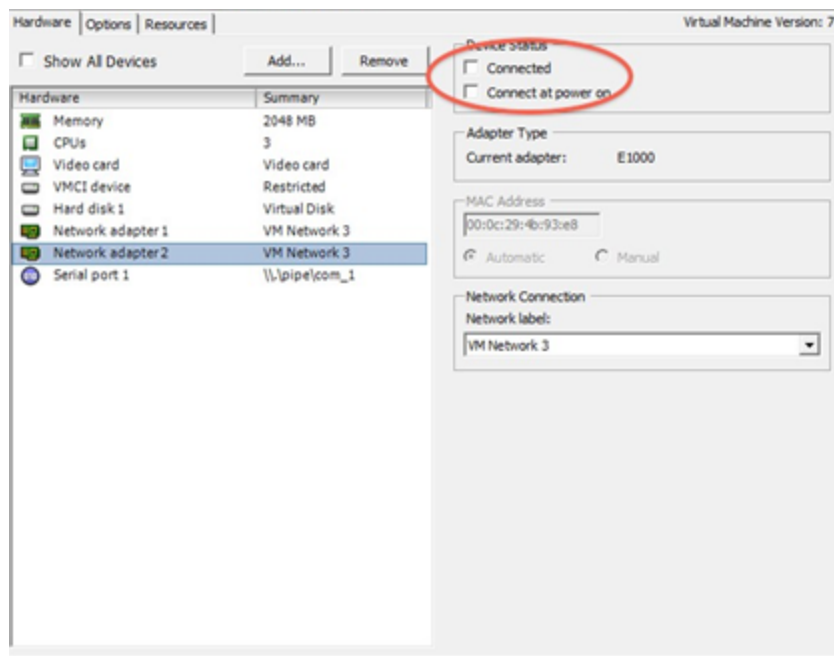 Hardware Options Resources Virtual Machine Version: 7
Show All Devices Add... Remove
Device Status
Connected
Connect at power on
Hardware Summary
Memory 2048 MB
CPUs 3
Video card Video card
VMCI device Restricted
Hard disk 1 Virtual Disk
Network adapter 1 VM Network 3
Network adapter 2 VM Network 3
Serial port 1 \\.\pipe\com_1
Adapter Type
Current adapter: E1000
MAC Address
00:0c:29:4b:93:e8
Automatic Manual
Network Connection
Network label:
VM Network 3